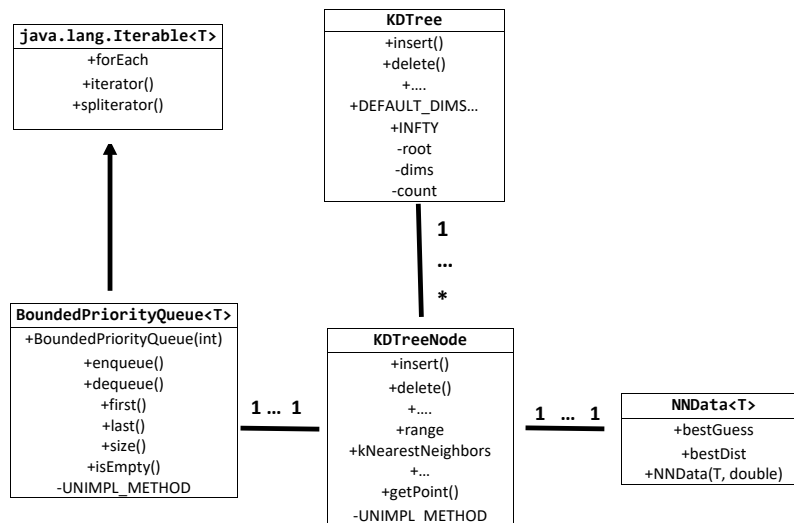 java.lang.Iterable<T>
+forEach
+iterator()
+spliterator()
KDTree
+insert()
+delete()
+....
+DEFAULT_DIMS…
+INFTY
-root
-dims
-count
1
…
*
BoundedPriorityQueue<T>
+BoundedPriorityQueue(int)
+enqueue()
+dequeue()
+first()
+last()
+size()
+isEmpty()
-UNIMPL_METHOD
1 … 1
KDTreeNode
+insert()
+delete()
+....
+range
+kNearestNeighbors
+…
+getPoint()
-UNIMPL_METHOD
1 … 1
NNData<T>
+bestGuess
+bestDist
+NNData(T, double)